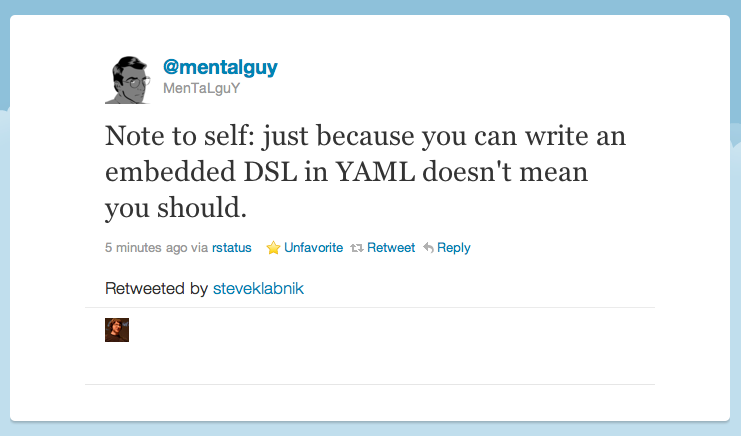 @mentalguy
MenTaLguY
Note to self: just because you can write an
embedded DSL in YAML doesn't mean
you should.
5 minutes ago via rstatus Unfavorite Retweet Reply
Retweeted by steveklabnik